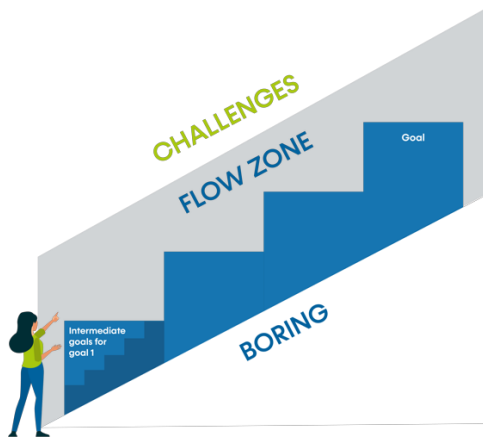 CHALLENGES
FLOW ZONE
Goal
Intermediate
goals for
goal 1
BORING